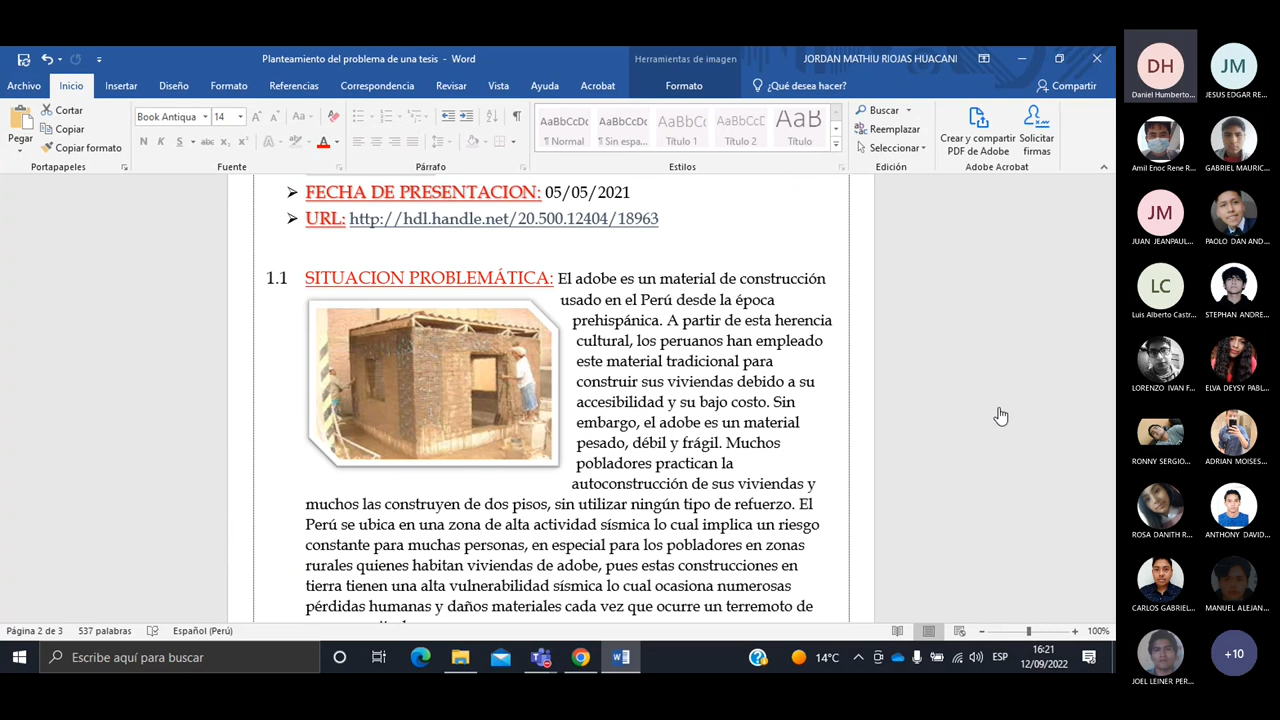 Planteamiento del problema de una tesis - Word
Herramientas de imagen
JORDAN MATHIU RIOJAS HUACANI
Archivo Inicio Insertar Diseño Formato Referencias Correspondencia Revisar Vista Ayuda Acrobat Formato ¿Qué desea hacer? Compartir
Pegar
Cortar
Copiar
Copiar formato
Portapapeles
Book Antiqua 14
N K S abc x₂ x²
Fuente
Párrafo
AaBbCcDc AaBbCcDc AaBbCc AaBbCcD AaB
¶ Normal ¶ Sin espa... Título 1 Título 2 Título
Estilos
Buscar
Reemplazar
Seleccionar
Edición
Crear y compartir PDF de Adobe
Solicitar firmas
Adobe Acrobat
➢ FECHA DE PRESENTACION: 05/05/2021
➢ URL: http://hdl.handle.net/20.500.12404/18963
1.1 SITUACION PROBLEMÁTICA: El adobe es un material de construcción
usado en el Perú desde la época
prehispánica. A partir de esta herencia
cultural, los peruanos han empleado
este material tradicional para
construir sus viviendas debido a su
accesibilidad y su bajo costo. Sin
embargo, el adobe es un material
pesado, débil y frágil. Muchos
pobladores practican la
autoconstrucción de sus viviendas y
muchos las construyen de dos pisos, sin utilizar ningún tipo de refuerzo. El
Perú se ubica en una zona de alta actividad sísmica lo cual implica un riesgo
constante para muchas personas, en especial para los pobladores en zonas
rurales quienes habitan viviendas de adobe, pues estas construcciones en
tierra tienen una alta vulnerabilidad sísmica lo cual ocasiona numerosas
pérdidas humanas y daños materiales cada vez que ocurre un terremoto de
Página 2 de 3 537 palabras Español (Perú) 100%
Escribe aquí para buscar
14°C ESP
16:21
12/09/2022
DH JM
Daniel Humberto... JESUS EDGAR RE...
Amil Enoc Rene R... GABRIEL MAURIC...
JM
JUAN JEANPAUL... PAOLO DAN AND...
LC
Luis Alberto Castr... STEPHAN ANDRE...
LORENZO IVAN F... ELVA DEYSY PABL...
RONNY SERGIO... ADRIAN MOISES...
ROSA DANITH R... ANTHONY DAVID...
CARLOS GABRIEL... MANUEL ALEJAN...
+10
JOEL LEINER PER...